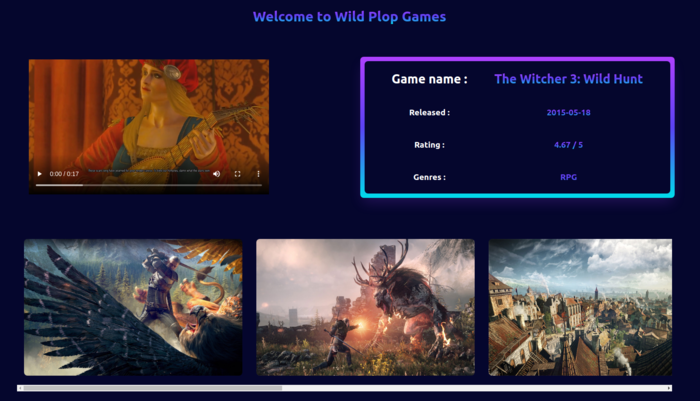 Welcome to Wild Plop Games
Game name : The Witcher 3: Wild Hunt
Released : 2015-05-18
Rating : 4.67 / 5
Genres : RPG
0:00 / 0:17